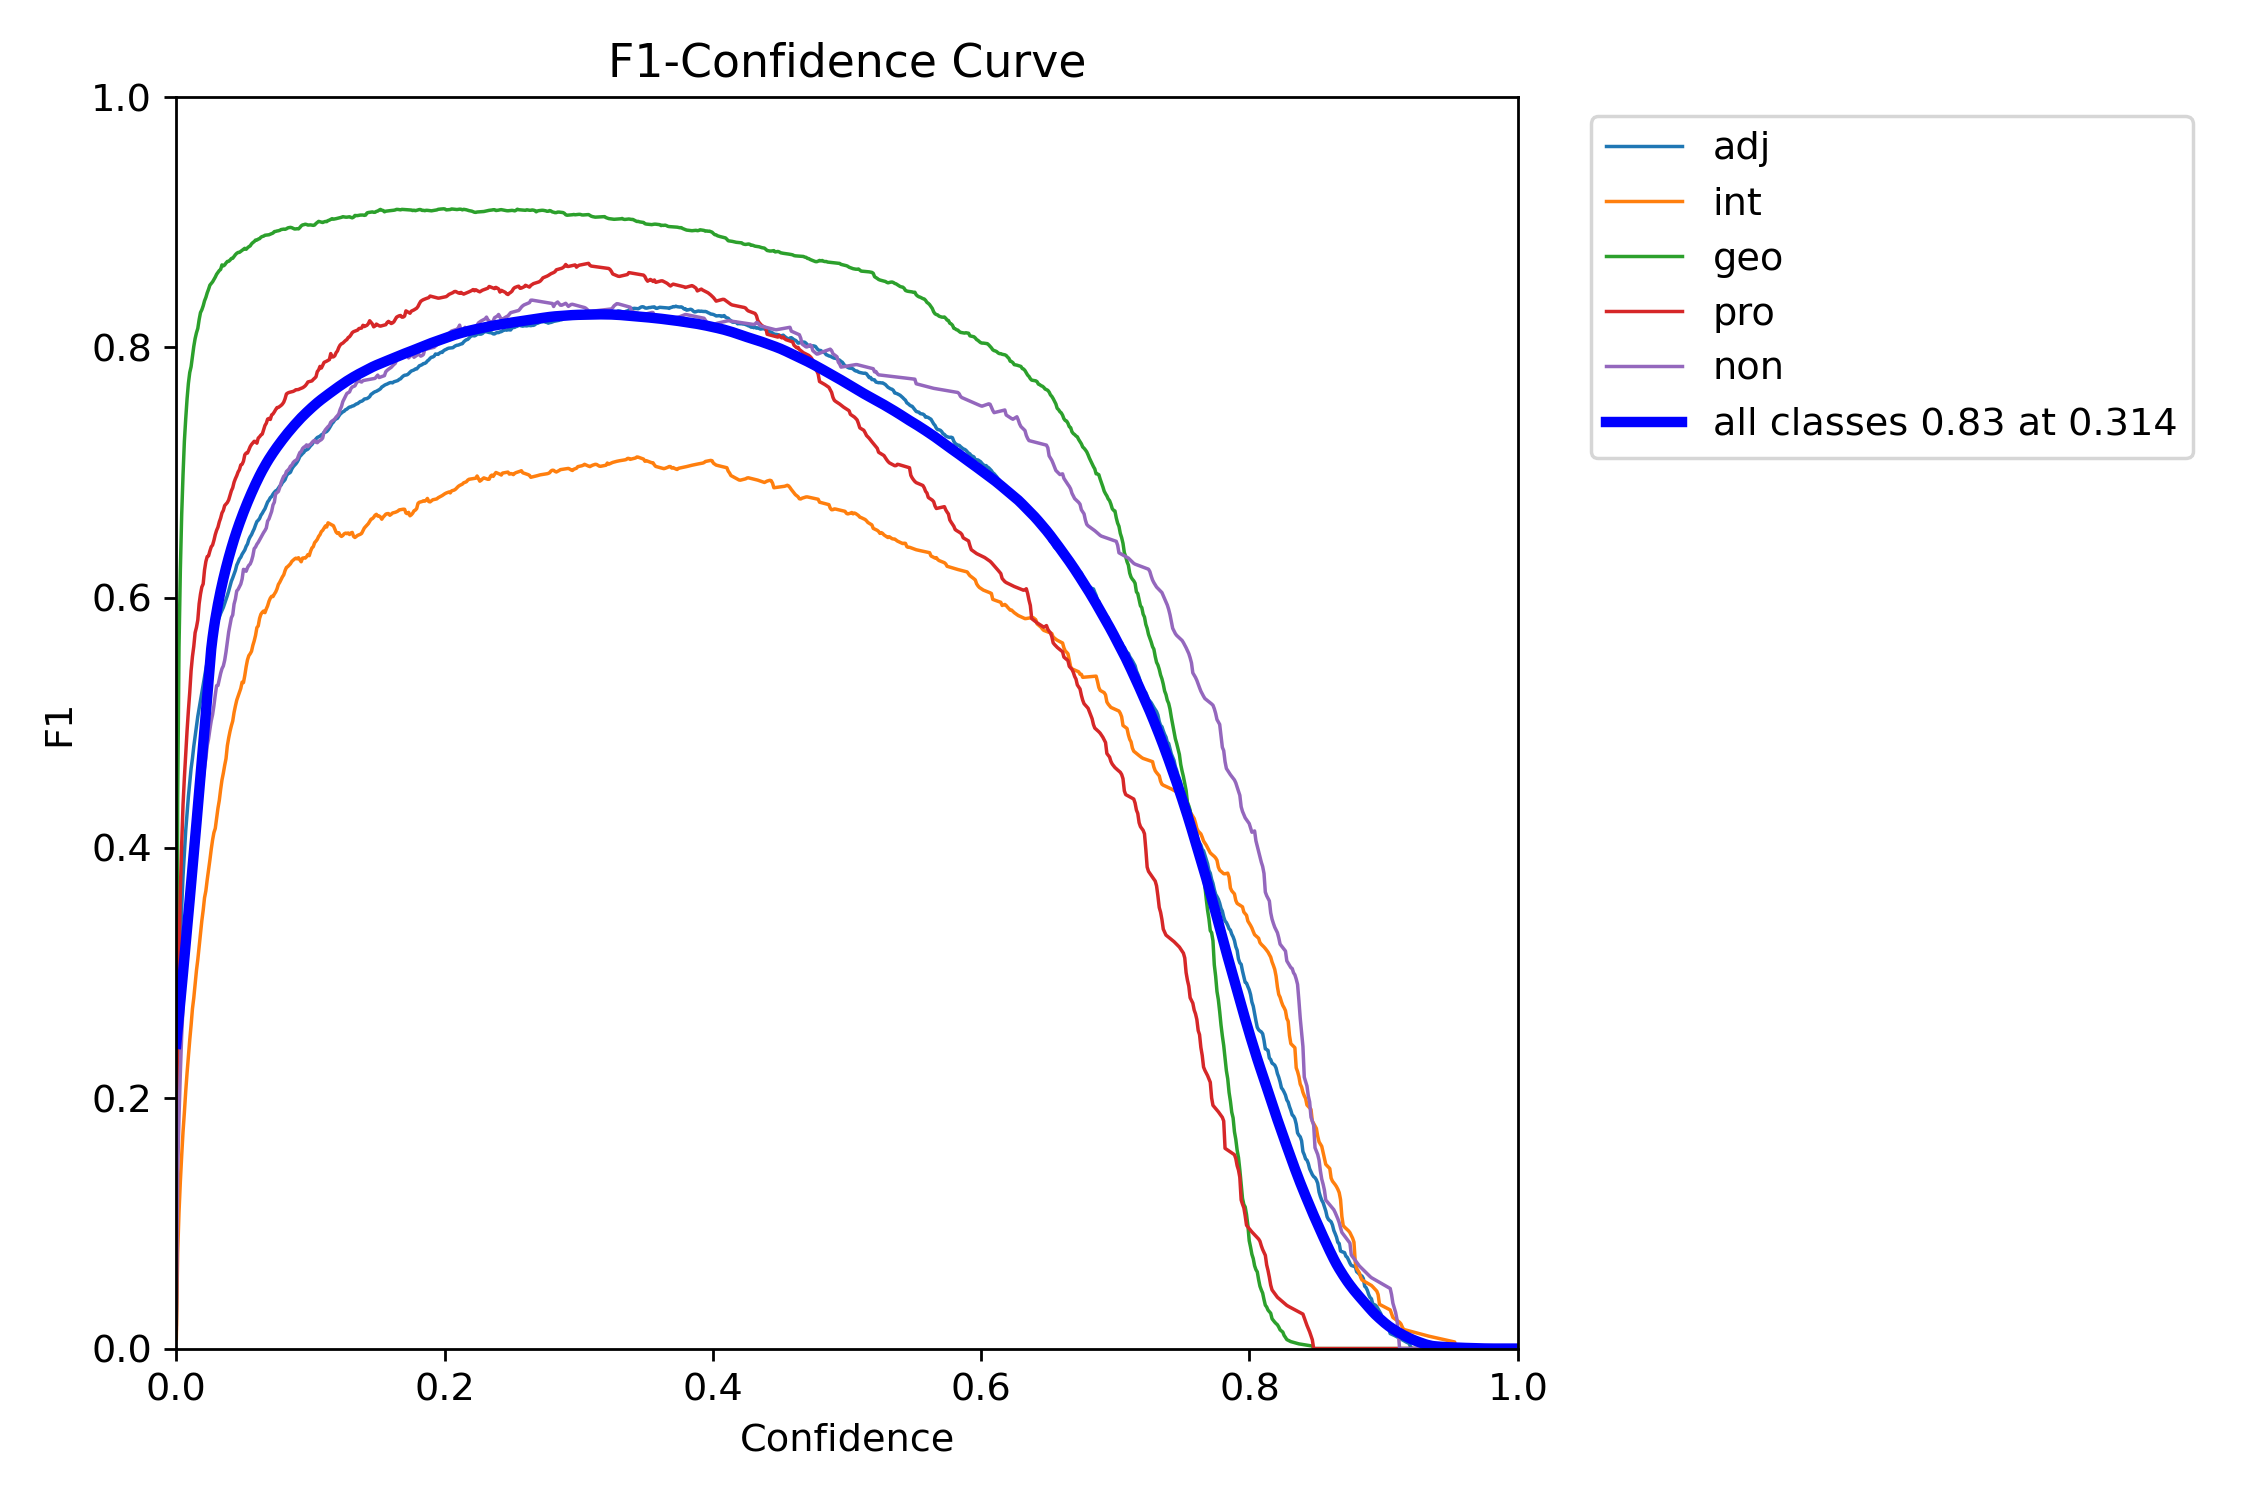 F1-Confidence Curve
1.0
0.8
0.6
0.4
0.2
0.0
F1
0.0 0.2 0.4 0.6 0.8 1.0
Confidence
adj
int
geo
pro
non
all classes 0.83 at 0.314